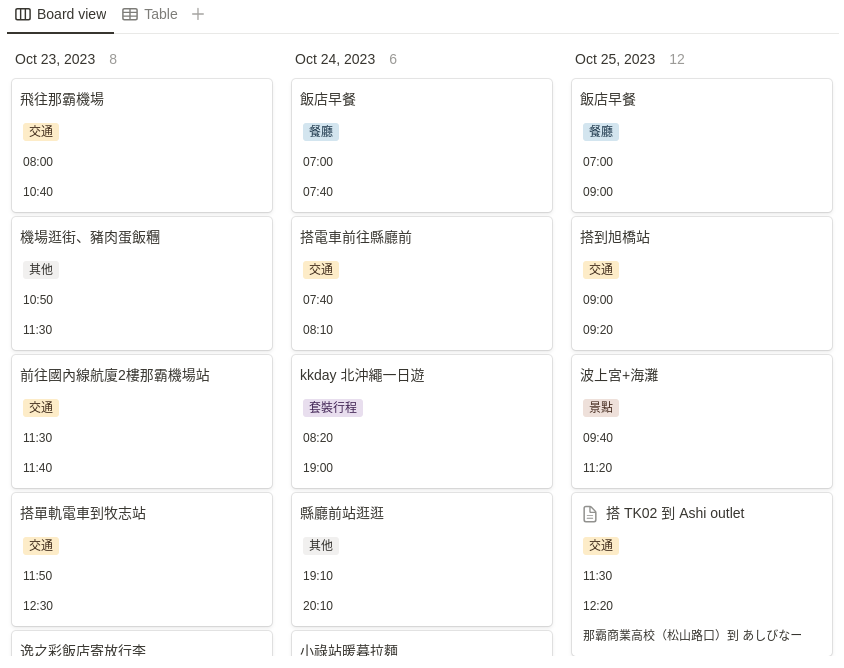 Board view Table
Oct 23, 2023 8
飛往那霸機場
交通
08:00
10:40
機場逛街、豬肉蛋飯糰
其他
10:50
11:30
前往國內線航廈2樓那霸機場站
交通
11:30
11:40
搭單軌電車到牧志站
交通
11:50
12:30
逸之彩飯店寄放行李
Oct 24, 2023 6
飯店早餐
餐廳
07:00
07:40
搭電車前往縣廳前
交通
07:40
08:10
kkday 北沖繩一日遊
套裝行程
08:20
19:00
縣廳前站逛逛
其他
19:10
20:10
小祿站暖暮拉麵
Oct 25, 2023 12
飯店早餐
餐廳
07:00
09:00
搭到旭橋站
交通
09:00
09:20
波上宮+海灘
景點
09:40
11:20
搭 TK02 到 Ashi outlet
交通
11:30
12:20
那霸商業高校（松山路口）到 あしびなー